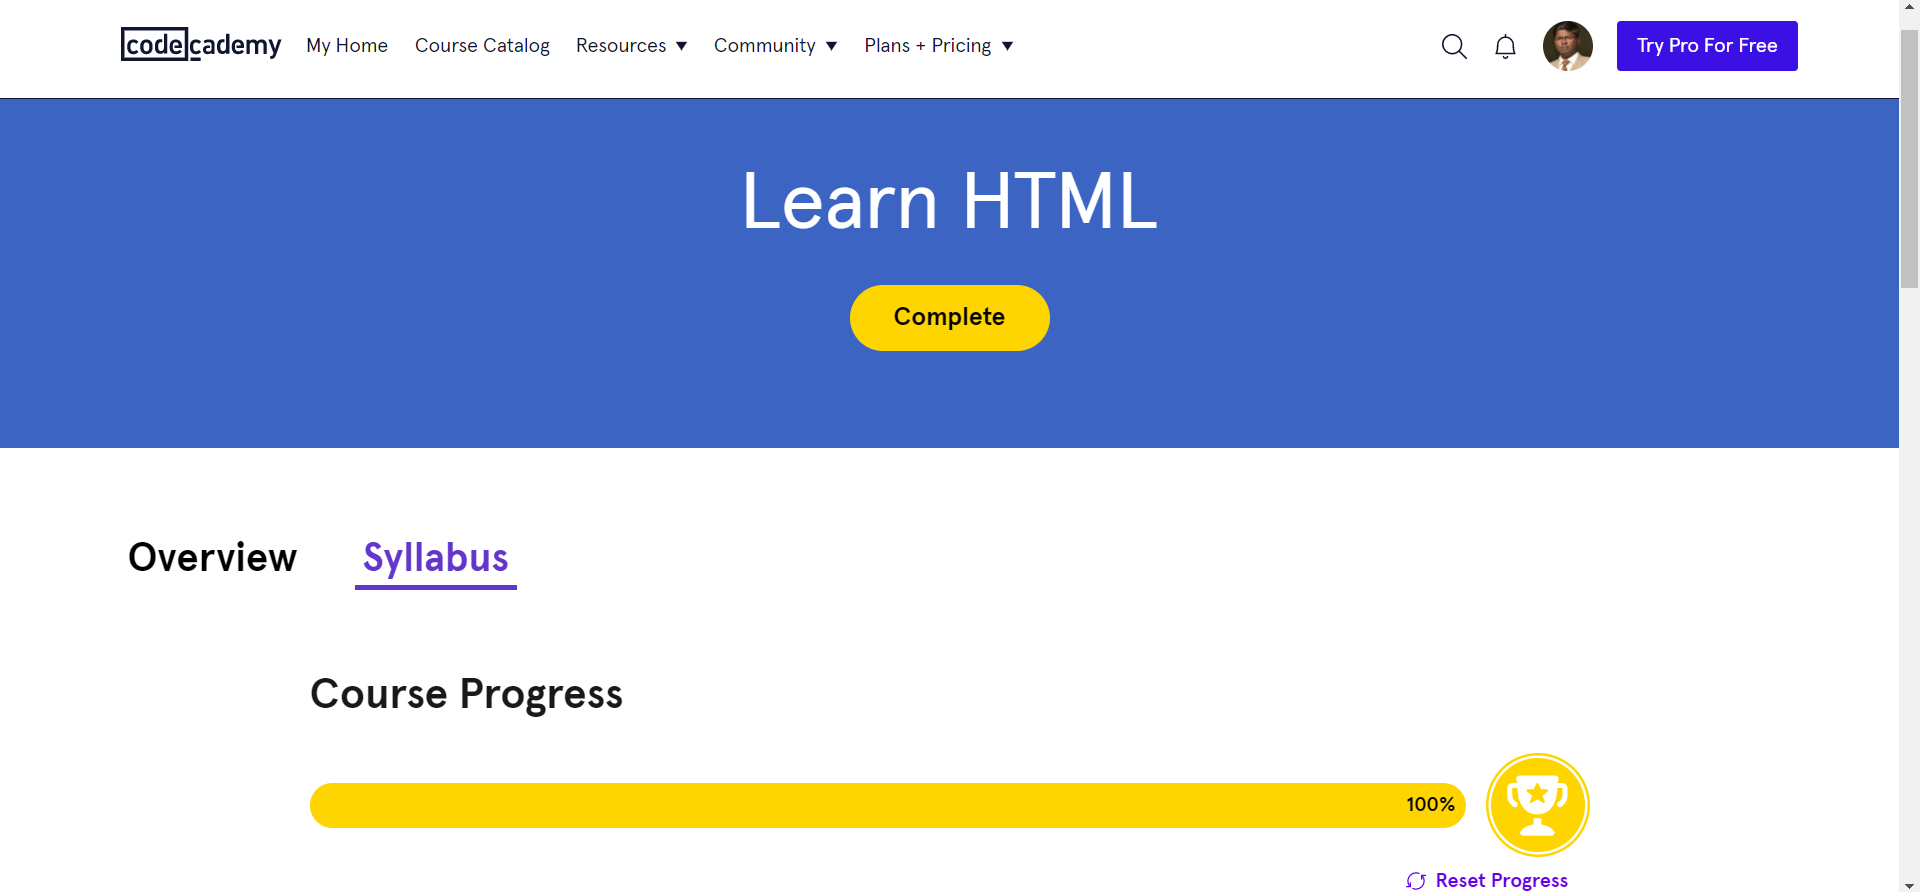 codecademy My Home Course Catalog Resources Community Plans + Pricing Try Pro For Free
Learn HTML
Complete
Overview Syllabus
Course Progress
100%
Reset Progress